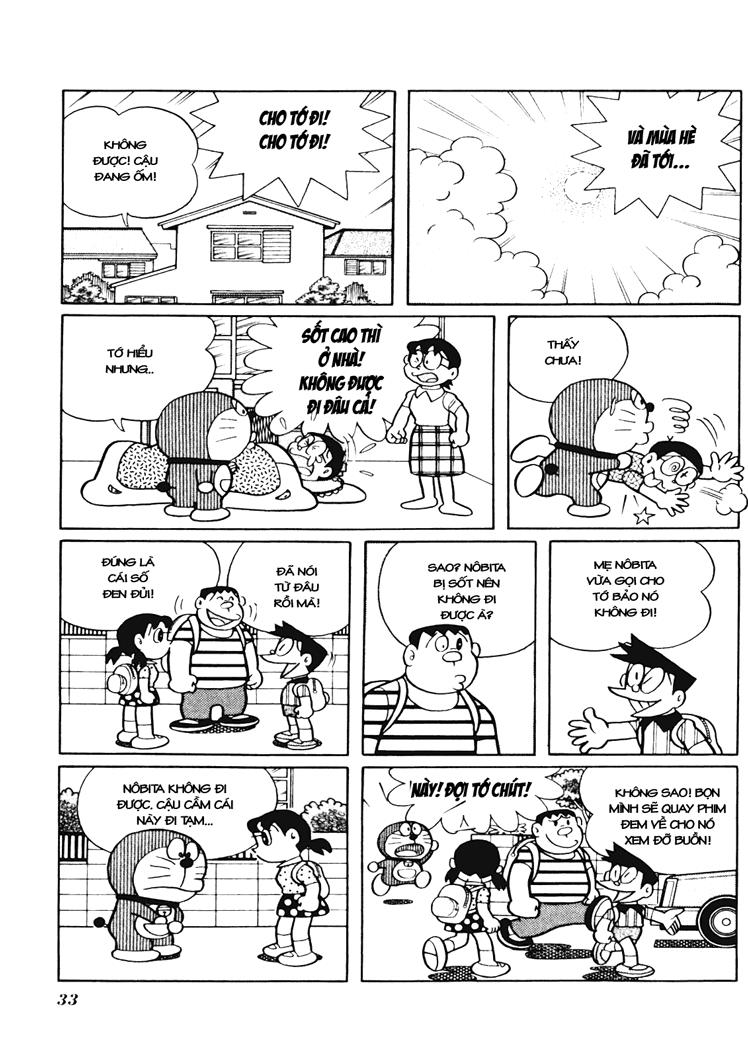 VÀ MÙA HÈ
ĐÃ TỚI...
CHO TỚ ĐI!
CHO TỚ ĐI!
KHÔNG
ĐƯỢC! CẬU
ĐANG ỐM!
THẤY
CHƯA!
SỐT CAO THÌ
Ở NHÀ!
KHÔNG ĐƯỢC
ĐI ĐÂU CẢ!
TỚ HIỂU
NHƯNG..
MẸ NÔBITA
VỪA GỌI CHO
TỚ BẢO NÓ
KHÔNG ĐI!
SAO? NÔBITA
BỊ SỐT NÊN
KHÔNG ĐI
ĐƯỢC À?
ĐÃ NÓI
TỪ ĐẦU
RỒI MÀ!
ĐÚNG LÀ
CÁI SỐ
ĐEN ĐỦI!
KHÔNG SAO! BỌN
MÌNH SẼ QUAY PHIM
ĐEM VỀ CHO NÓ
XEM ĐỠ BUỒN!
NÀY! ĐỢI TỚ CHÚT!
NÔBITA KHÔNG ĐI
ĐƯỢC. CẬU CẦM CÁI
NÀY ĐI TẠM...
33